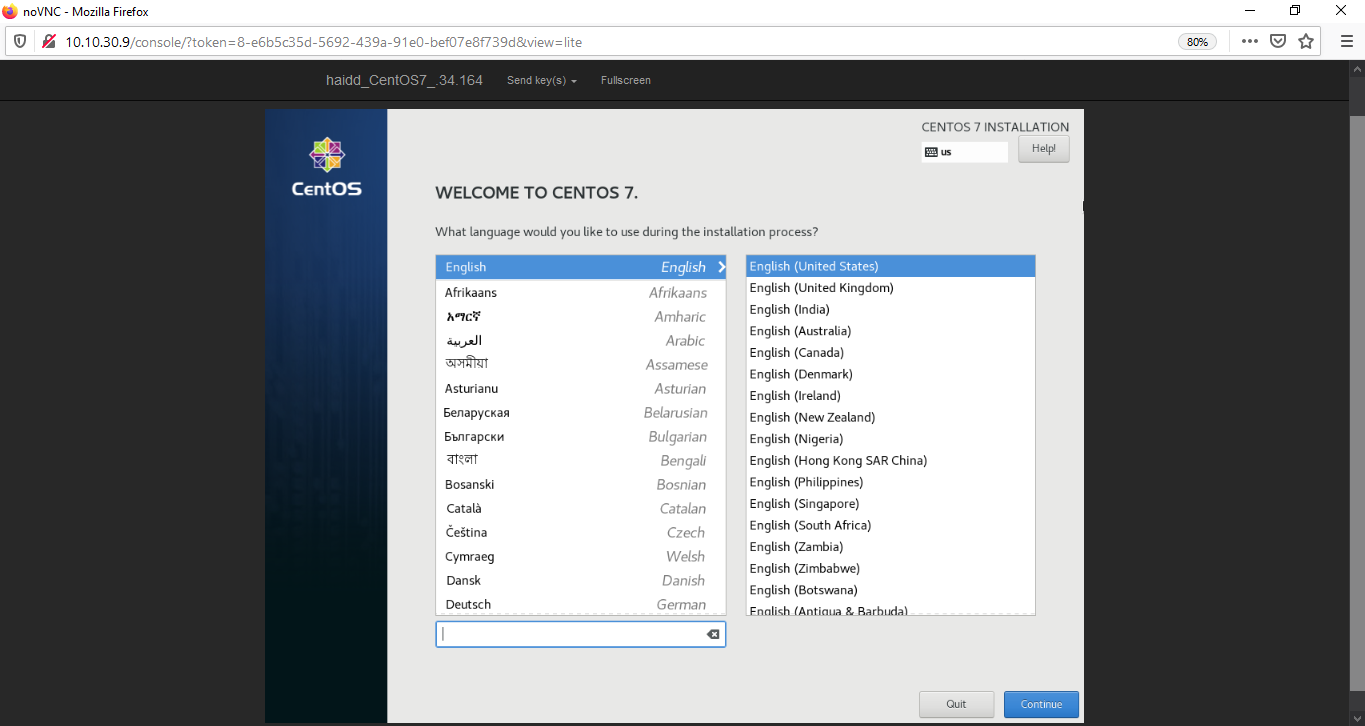 noVNC - Mozilla Firefox
10.10.30.9/console/?token=8-e6b5c35d-5692-439a-91e0-bef07e8f739d&view=lite
80%
haidd_CentOS7_.34.164 Send key(s) Fullscreen
CentOS
CENTOS 7 INSTALLATION
us Help!
WELCOME TO CENTOS 7.
What language would you like to use during the installation process?
English English
Afrikaans Afrikaans
አማርኛ Amharic
العربية Arabic
অসমীয়া Assamese
Asturianu Asturian
Беларуская Belarusian
Български Bulgarian
বাংলা Bengali
Bosanski Bosnian
Català Catalan
Čeština Czech
Cymraeg Welsh
Dansk Danish
Deutsch German
English (United States)
English (United Kingdom)
English (India)
English (Australia)
English (Canada)
English (Denmark)
English (Ireland)
English (New Zealand)
English (Nigeria)
English (Hong Kong SAR China)
English (Philippines)
English (Singapore)
English (South Africa)
English (Zambia)
English (Zimbabwe)
English (Botswana)
English (Antigua & Barbuda)
Quit Continue